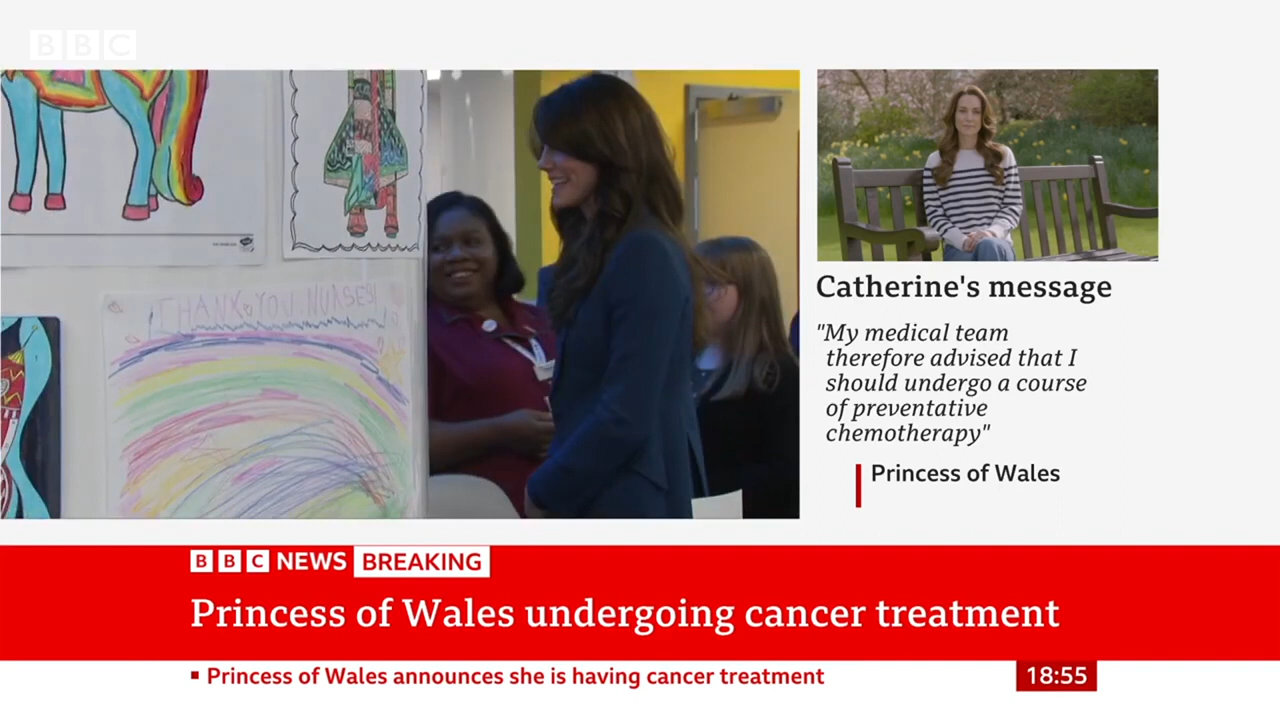 BBC
THANK YOU NURSES!
Catherine's message
"My medical team
therefore advised that I
should undergo a course
of preventative
chemotherapy"
Princess of Wales
BBC NEWS BREAKING
Princess of Wales undergoing cancer treatment
Princess of Wales announces she is having cancer treatment
18:55